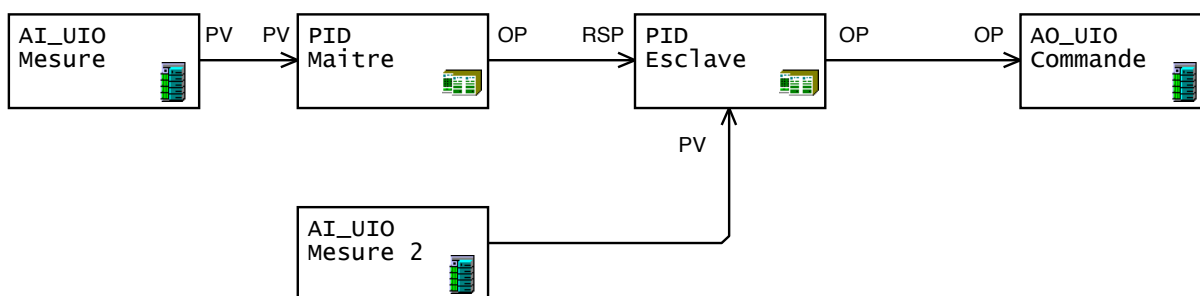 AI_UIO
Mesure
PV
PV
PID
Maitre
OP
RSP
PID
Esclave
OP
OP
AO_UIO
Commande
PV
AI_UIO
Mesure 2